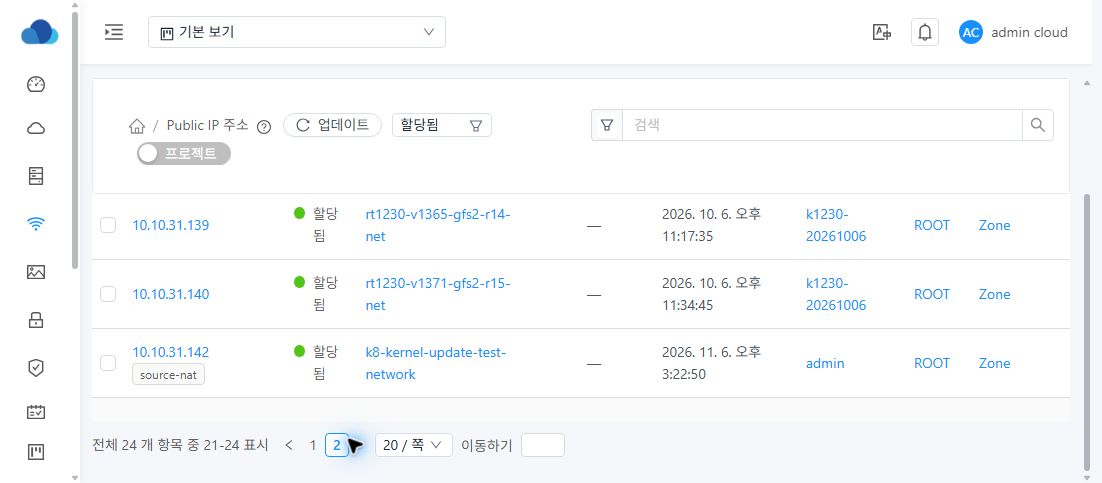 기본 보기
admin cloud
AC
/ Public IP 주소
업데이트
할당됨
검색
프로젝트
10.10.31.139
할당됨
rt1230-v1365-gfs2-r14-
net
—
2026. 10. 6. 오후
11:17:35
k1230-
20261006
ROOT
Zone
10.10.31.140
할당됨
rt1230-v1371-gfs2-r15-
net
—
2026. 10. 6. 오후
11:34:45
k1230-
20261006
ROOT
Zone
10.10.31.142
source-nat
할당됨
k8-kernel-update-test-
network
—
2026. 11. 6. 오후
3:22:50
admin
ROOT
Zone
전체 24 개 항목 중 21-24 표시 < 1 2 20 / 쪽 이동하기